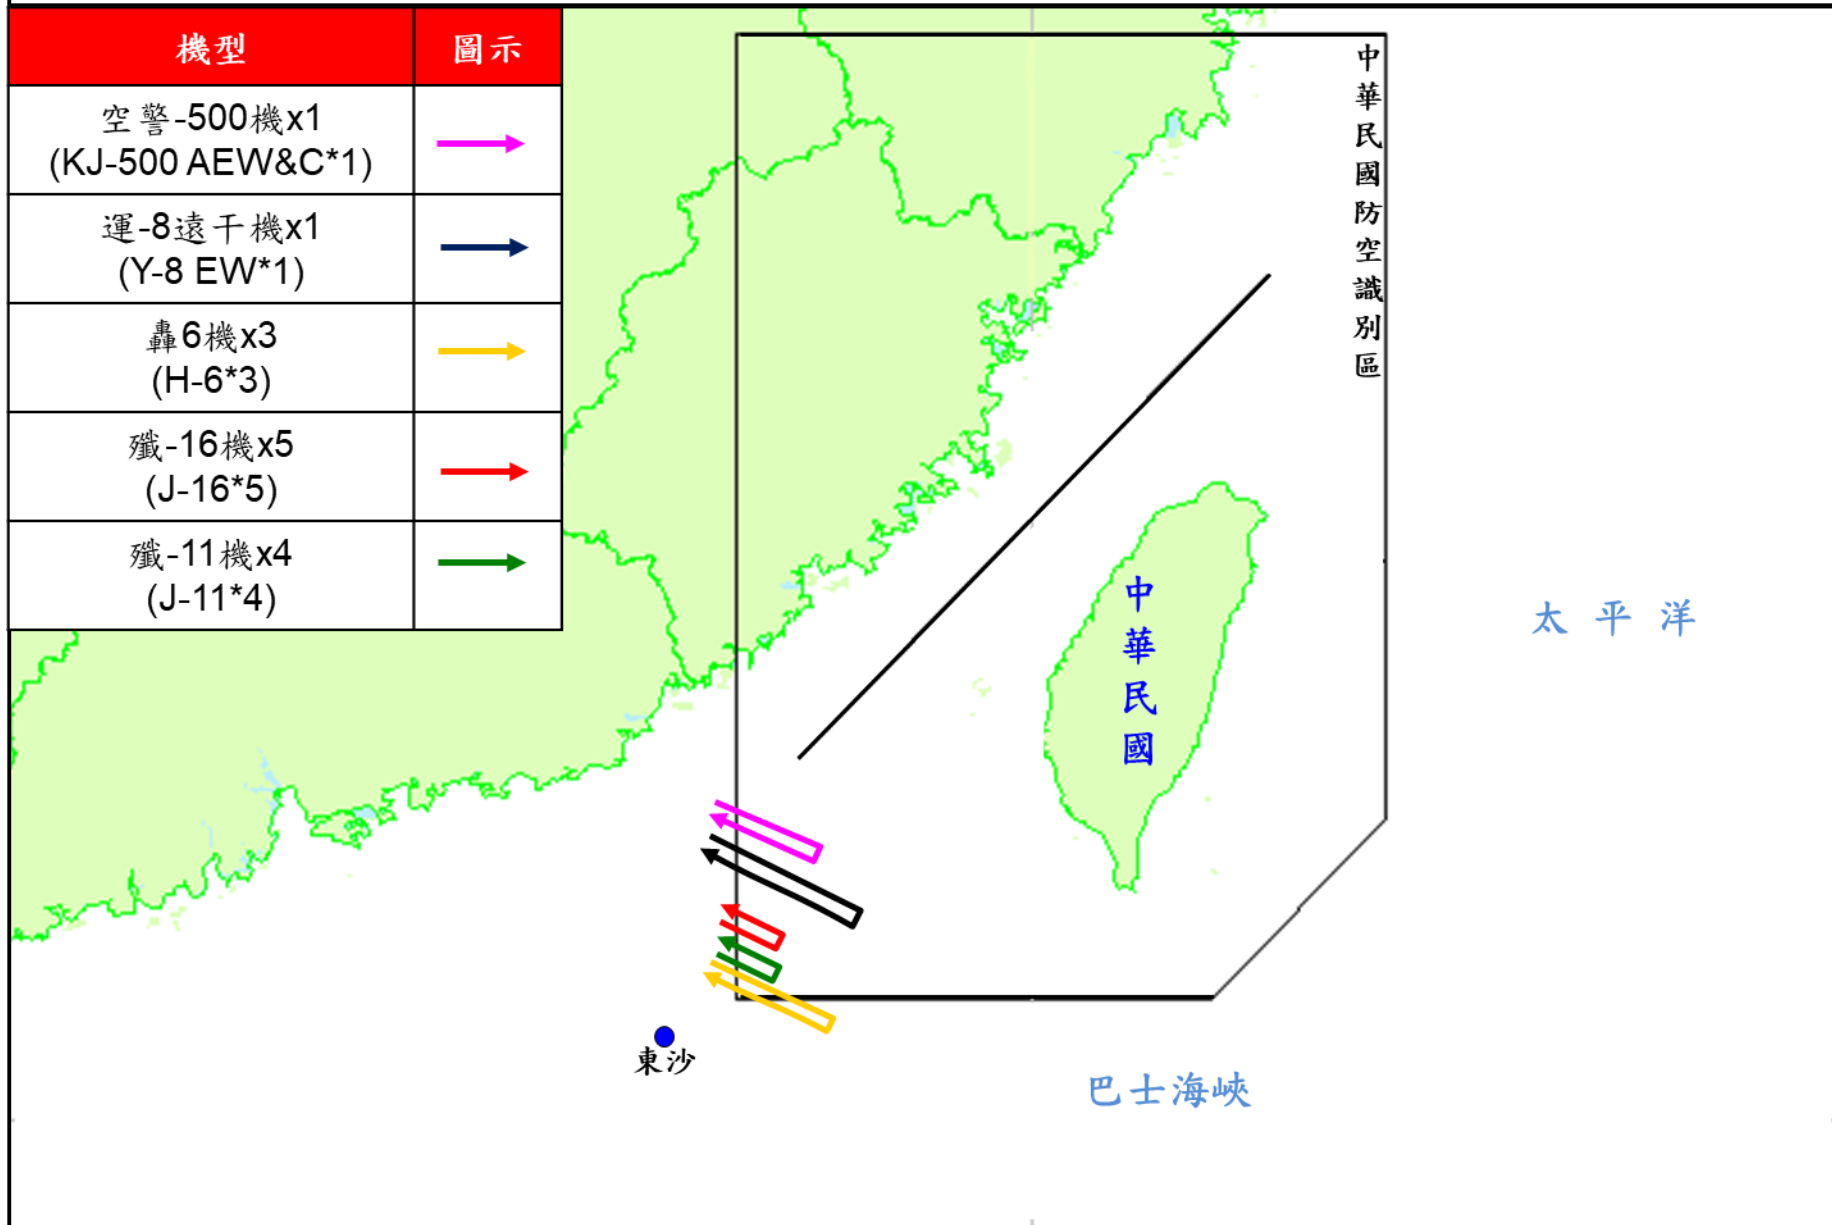 機型
圖示
空警-500機x1
(KJ-500 AEW&C*1)
運-8遠干機x1
(Y-8 EW*1)
轟6機x3
(H-6*3)
殲-16機x5
(J-16*5)
殲-11機x4
(J-11*4)
中華民國防空識別區
中華民國
太平洋
東沙
巴士海峽